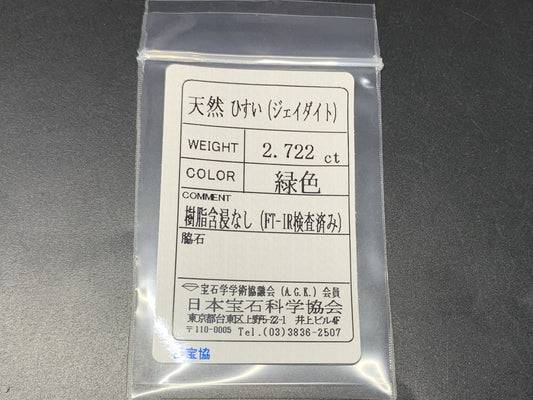 天然 ひすい (ジェイダイト)
WEIGHT 2.722 ct
COLOR 緑色
COMMENT
樹脂含浸なし (FT-IR検査済み)
脇石
宝石学学術協議会 (A.G.K.) 会員
日本宝石科学協会
東京都台東区上野5-22-1 井上ビル4F
〒110-0005 Tel.(03)3836-2507
宝協